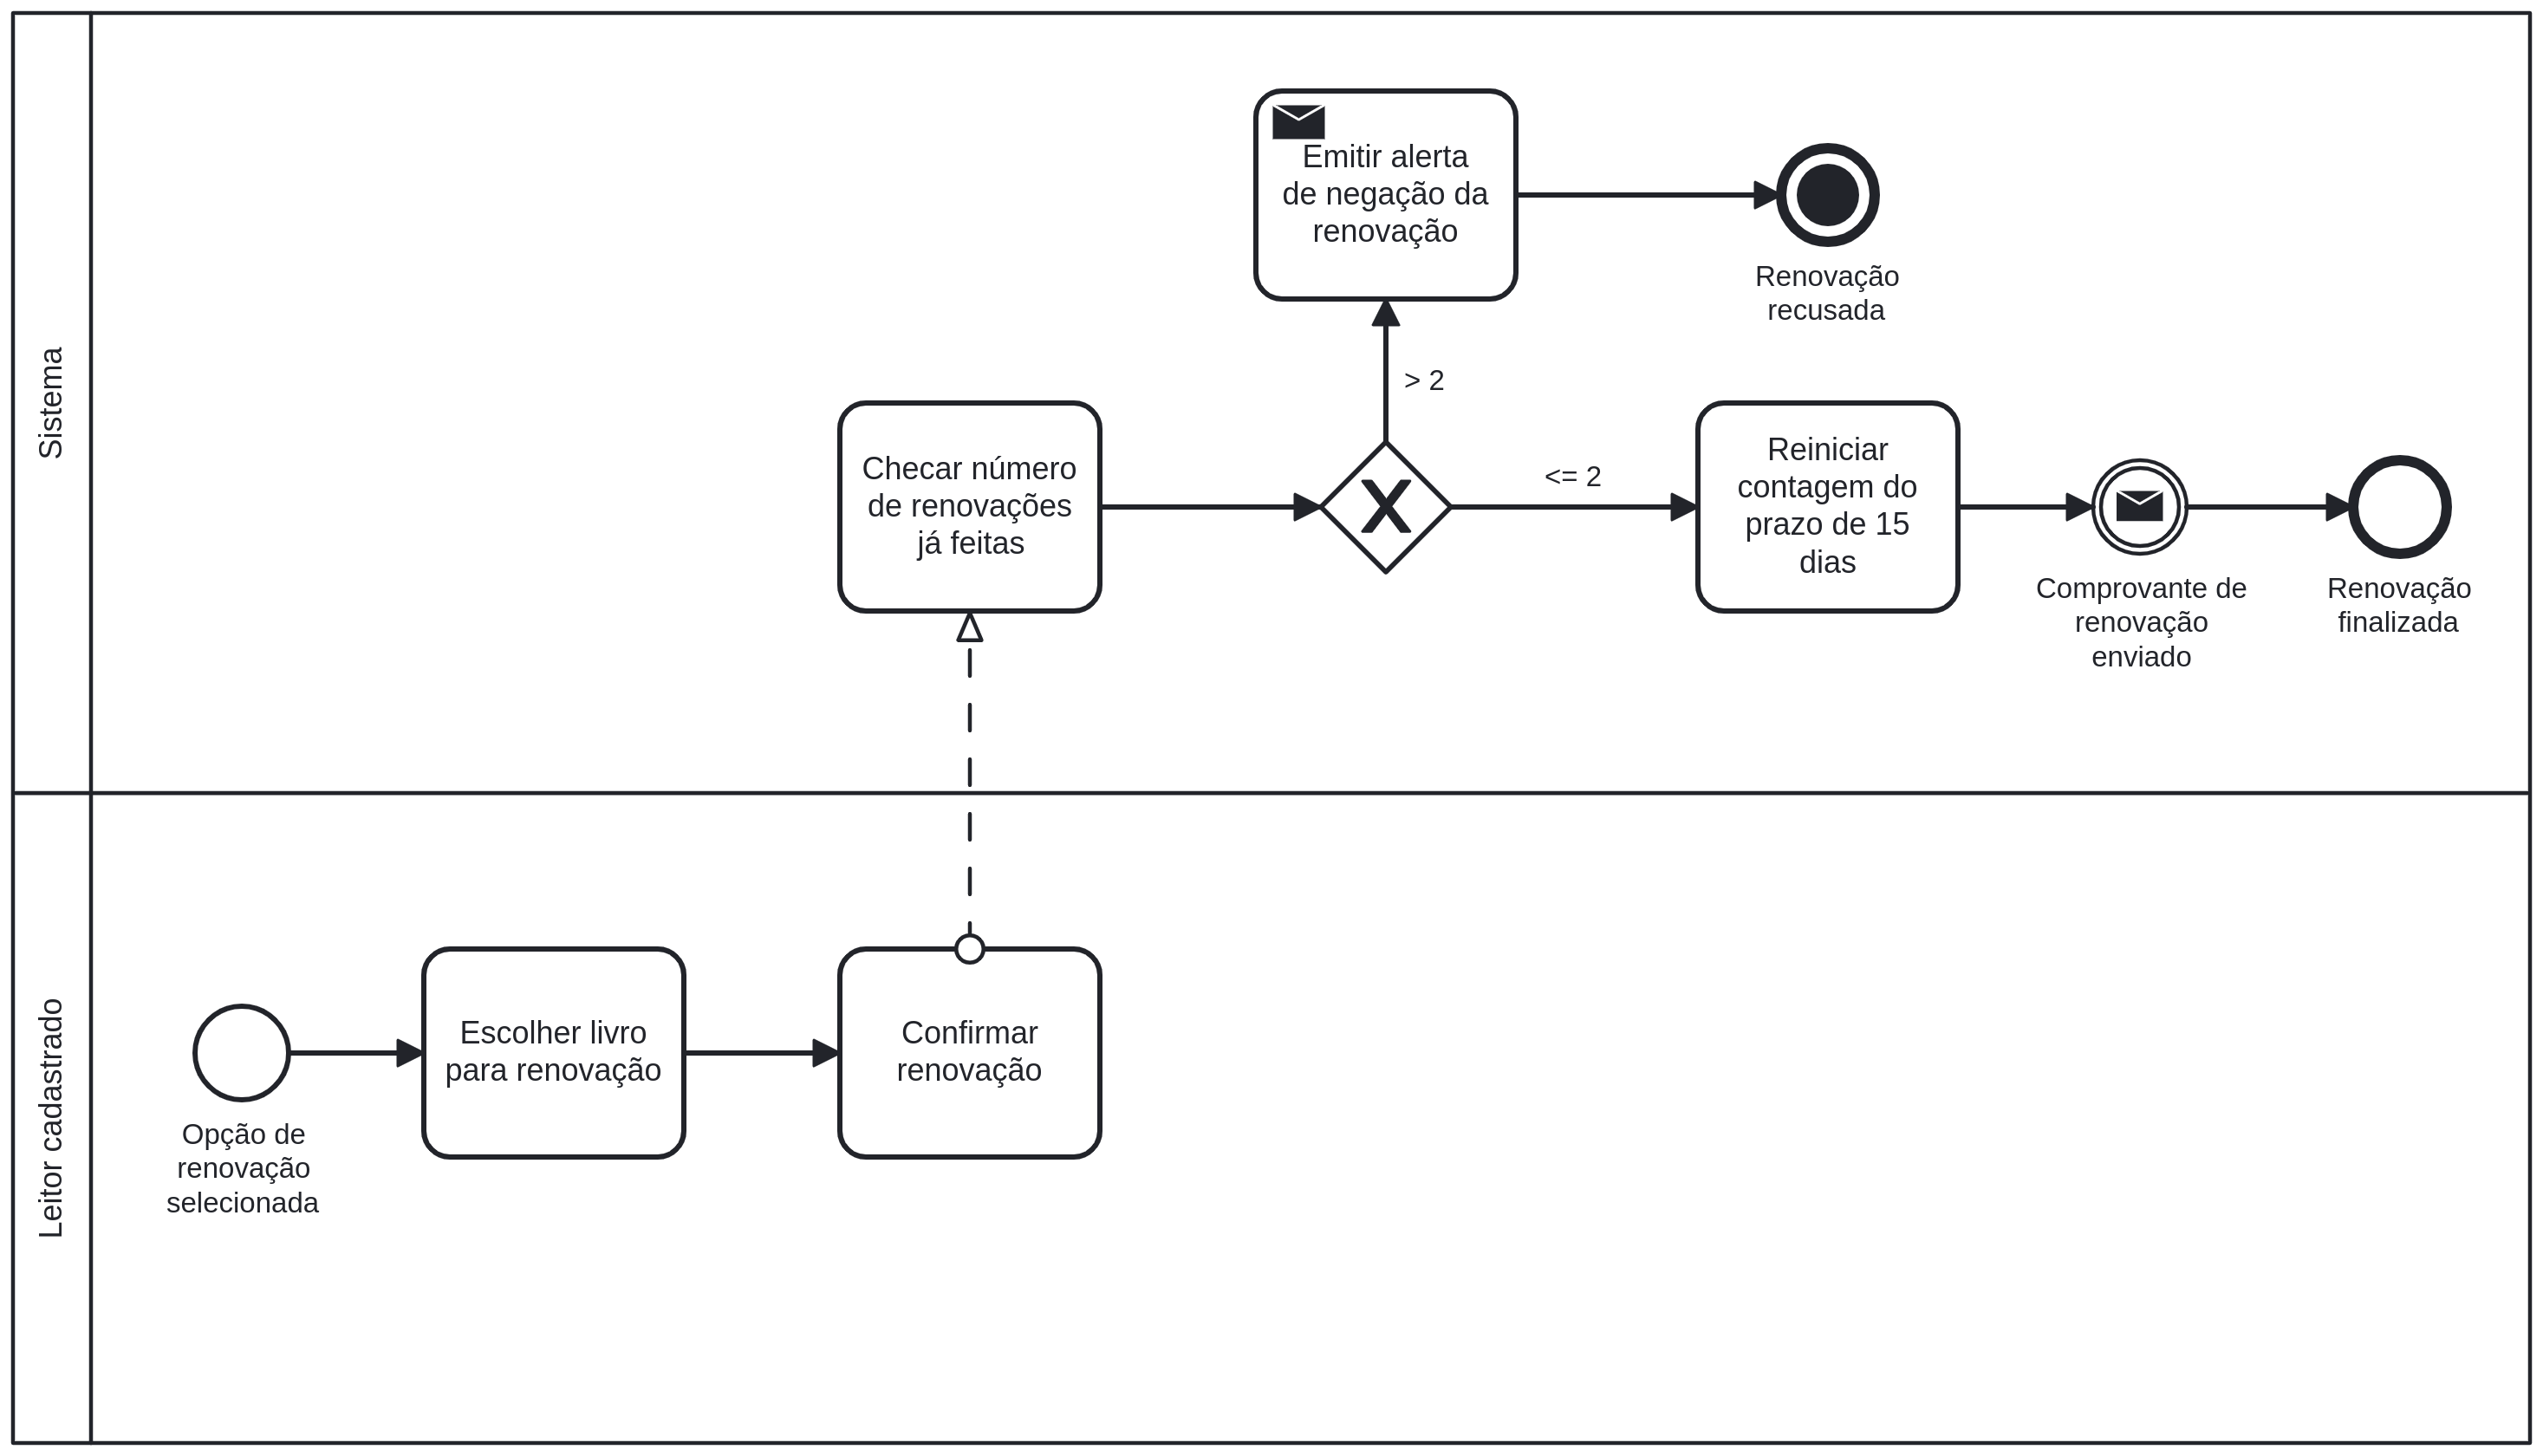 Sistema
Emitir alerta
de negação da
renovação
Renovação
recusada
> 2
Checar número
de renovações
já feitas
<= 2
Reiniciar
contagem do
prazo de 15
dias
Comprovante de
renovação
enviado
Renovação
finalizada
Leitor cadastrado
Opção de
renovação
selecionada
Escolher livro
para renovação
Confirmar
renovação